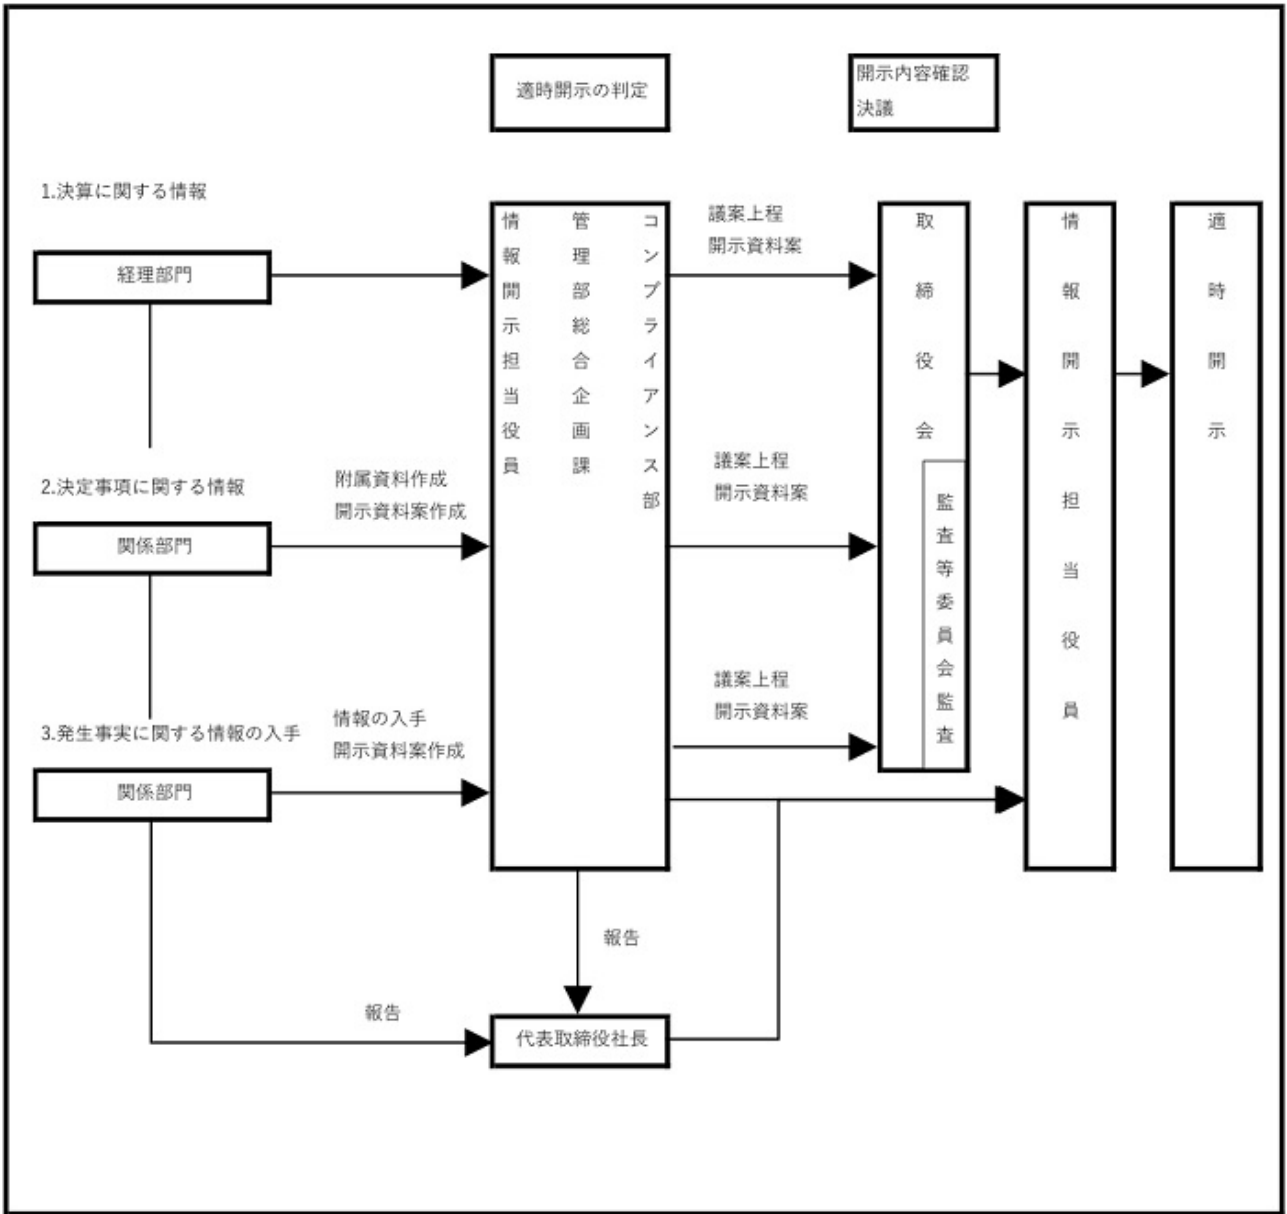 適時開示の判定
開示内容確認
決議
1.決算に関する情報
経理部門
2.決定事項に関する情報
関係部門
3.発生事実に関する情報の入手
関係部門
附属資料作成
開示資料案作成
情報の入手
開示資料案作成
コンプライアンス部
管理部総合企画課
情報開示担当役員
議案上程
開示資料案
議案上程
開示資料案
議案上程
開示資料案
取締役会
監査等委員会監査
情報開示担当役員
適時開示
報告
報告
代表取締役社長